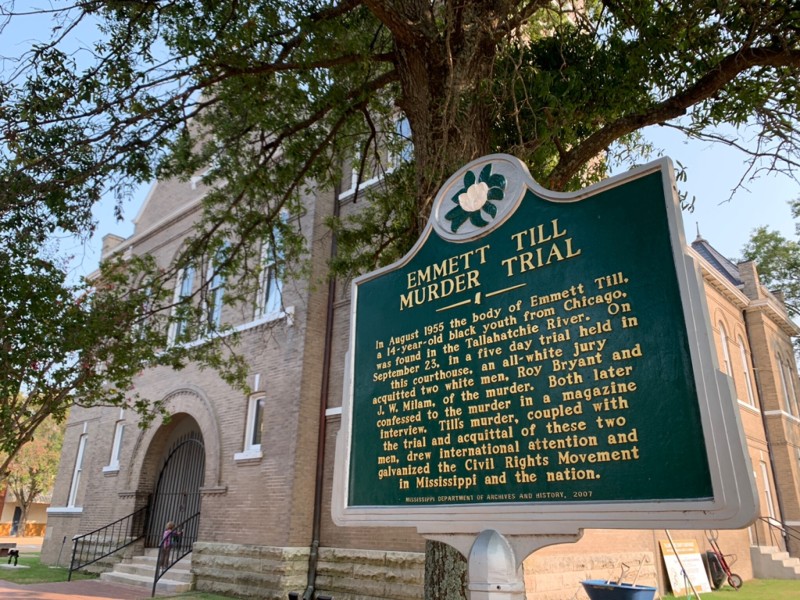 EMMETT TILL
MURDER TRIAL
In August 1955 the body of Emmett Till,
a 14-year-old black youth from Chicago,
was found in the Tallahatchie River. On
September 23, in a five day trial held in
this courthouse, an all-white jury
acquitted two white men, Roy Bryant and
J. W. Milam, of the murder. Both later
confessed to the murder in a magazine
interview. Till's murder, coupled with
the trial and acquittal of these two
men, drew international attention and
galvanized the Civil Rights Movement
in Mississippi and the nation.
MISSISSIPPI DEPARTMENT OF ARCHIVES AND HISTORY, 2007